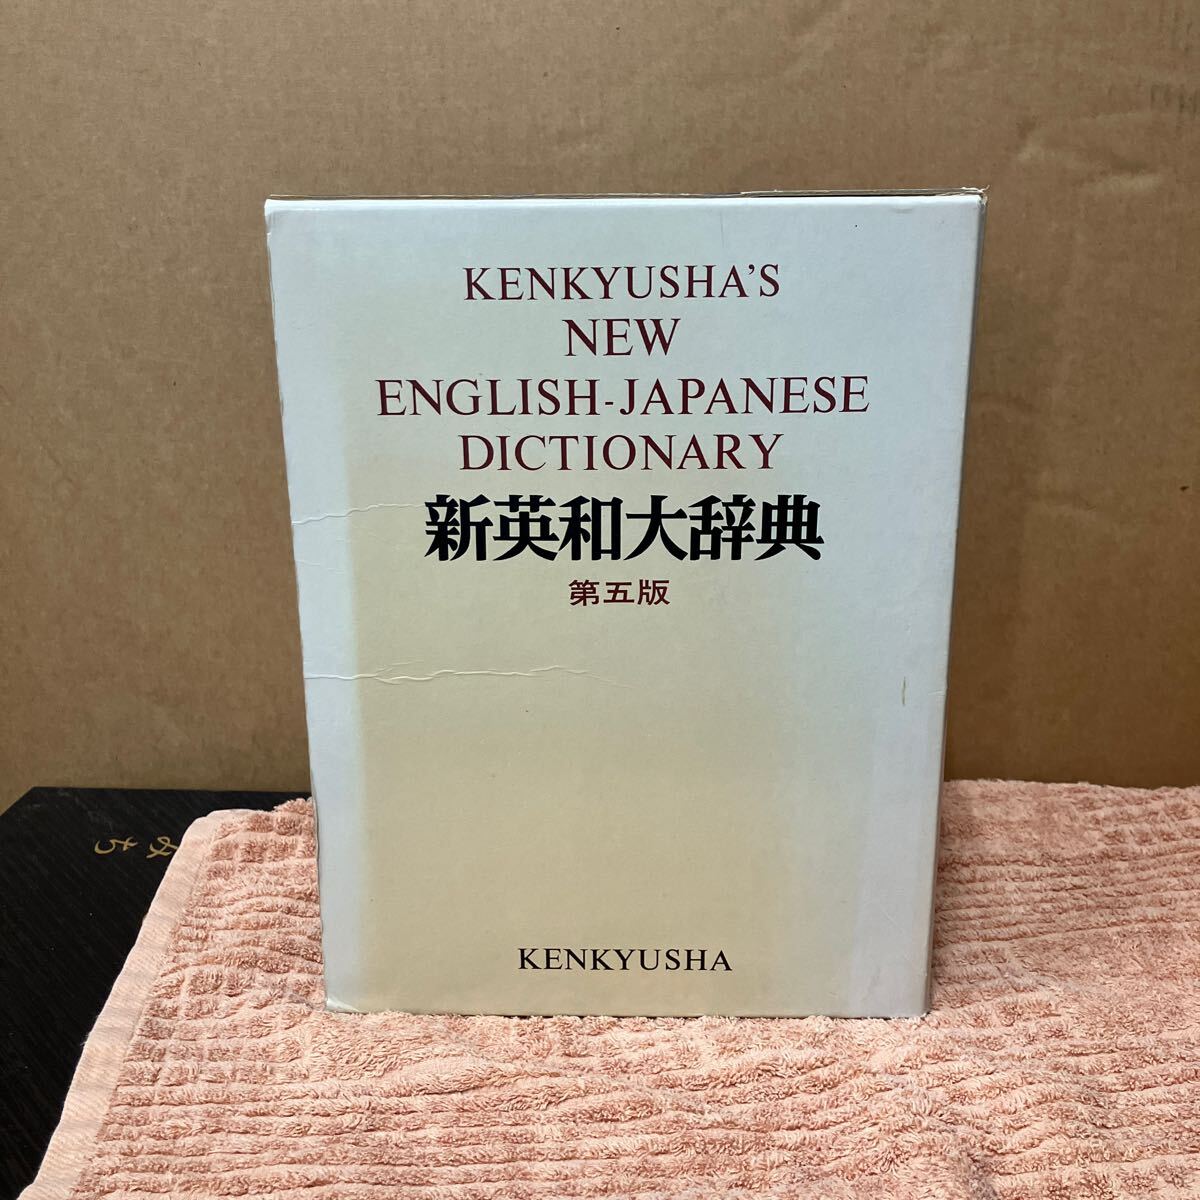 KENKYUSHA'S
NEW
ENGLISH-JAPANESE
DICTIONARY
新英和大辞典
第五版
KENKYUSHA